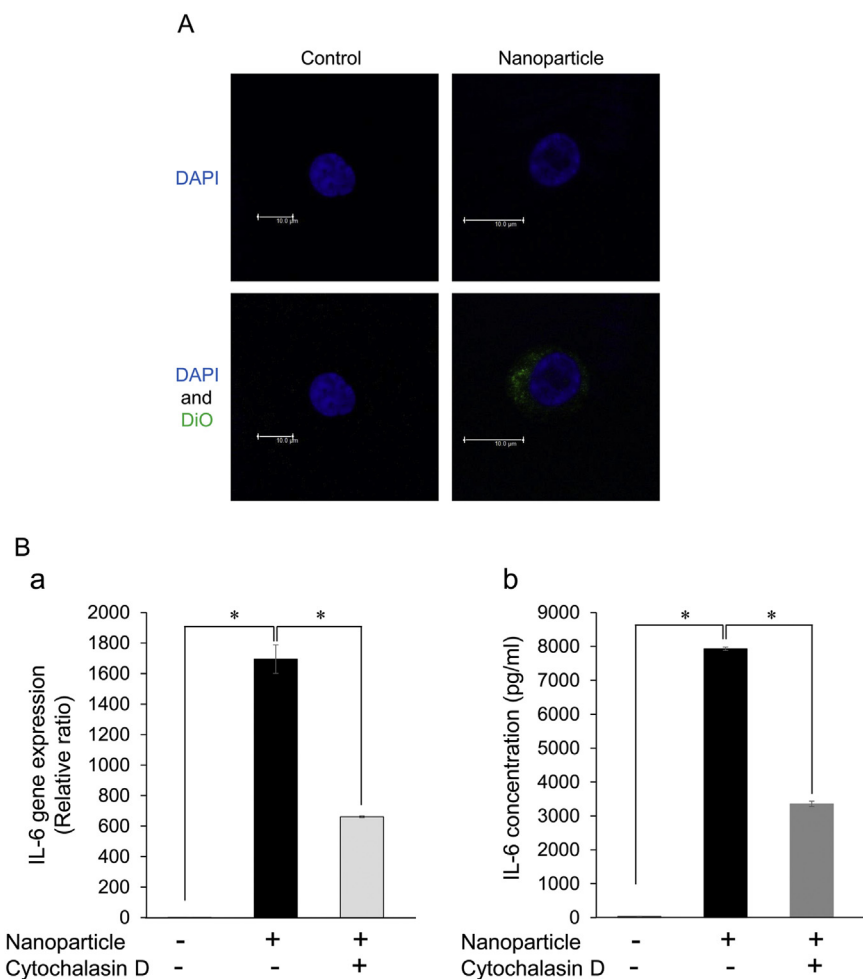 A
Control
Nanoparticle
DAPI
10.0 µm
10.0 µm
DAPI
and
DiO
10.0 µm
10.0 µm
B
a
IL-6 gene expression
(Relative ratio)
2000
1800
1600
1400
1200
1000
800
600
400
200
0
* *
Nanoparticle - + +
Cytochalasin D - - +
b
IL-6 concentration (pg/ml)
9000
8000
7000
6000
5000
4000
3000
2000
1000
0
* *
- + +
- - +